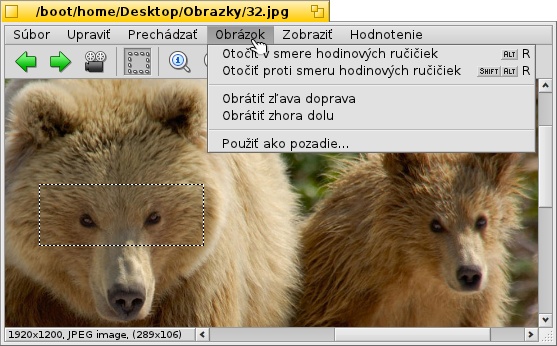 /boot/home/Desktop/Obrazky/32.jpg
Súbor Upraviť Prechádzať Obrázok Zobraziť Hodnotenie
Otočiť v smere hodinových ručičiek ALT R
Otočiť proti smeru hodinových ručičiek SHIFT ALT R
Obrátiť zľava doprava
Obrátiť zhora dolu
Použiť ako pozadie...
1920x1200, JPEG image, (289x106)